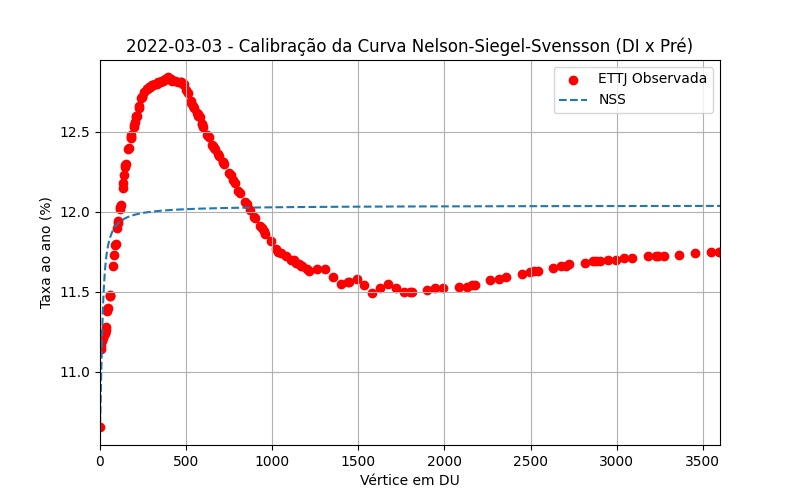 2022-03-03 - Calibração da Curva Nelson-Siegel-Svensson (DI x Pré)
ETTJ Observada
NSS
Taxa ao ano (%)
12.5
12.0
11.5
11.0
0 500 1000 1500 2000 2500 3000 3500
Vértice em DU